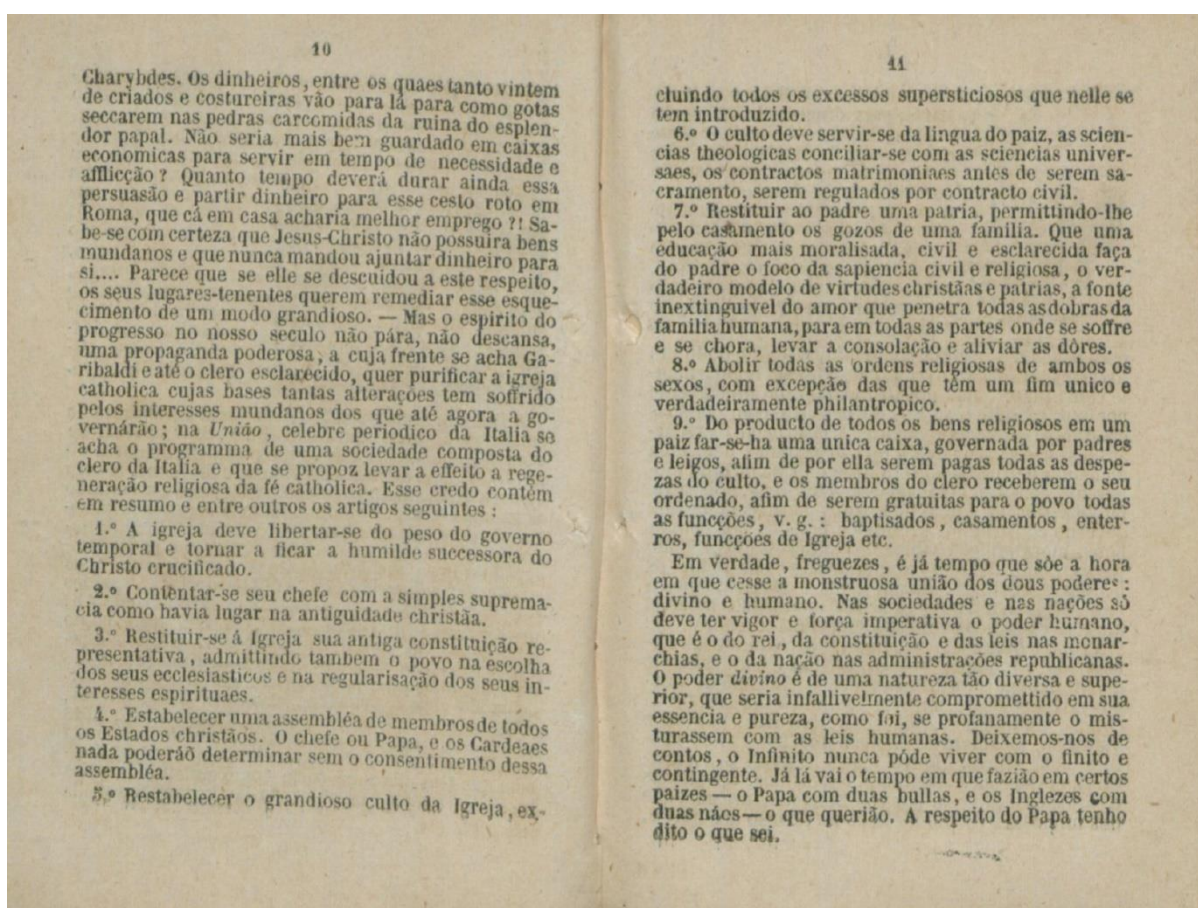 10
Charybdes. Os dinheiros, entre os quaes tanto vintem
de criados e costureiras vão para lá para como gotas
seccarem nas pedras carcomidas da ruina do esplen-
dor papal. Não seria mais bem guardado em caixas
economicas para servir em tempo de necessidade e
afflicção ? Quanto tempo deverá durar ainda essa
persuasão e partir dinheiro para esse cesto roto em
Roma, que cá em casa acharia melhor emprego ?! Sa-
be-se com certeza que Jesus-Christo não possuira bens
mundanos e que nunca mandou ajuntar dinheiro para
si.... Parece que se elle se descuidou a este respeito,
os seus lugares-tenentes querem remediar esse esque-
cimento de um modo grandioso. — Mas o espirito do
progresso no nosso seculo não pára, não descansa,
uma propaganda poderosa, a cuja frente se acha Ga-
ribaldi e até o clero esclarecido, quer purificar a igreja
catholica cujas bases tantas alterações tem soffrido
pelos interesses mundanos dos que até agora a go-
vernárão ; na União, celebre periodico da Italia se
acha o programma de uma sociedade composta do
clero da Italia e que se propoz levar a effeito a rege-
neração religiosa da fé catholica. Esse credo contém
em resumo e entre outros os artigos seguintes :
1.º A igreja deve libertar-se do peso do governo
temporal e tornar a ficar a humilde successora do
Christo crucificado.
2.º Contentar-se seu chefe com a simples suprema-
cia como havia lugar na antiguidade christãa.
3.º Restituir-se á Igreja sua antiga constituição re-
presentativa, admittindo tambem o povo na escolha
dos seus ecclesiasticos e na regularisação dos seus in-
teresses espirituaes.
4.º Estabelecer uma assembléa de membros de todos
os Estados christãos. O chefe ou Papa, e os Cardeaes
nada poderáõ determinar sem o consentimento dessa
assembléa.
5.º Restabelecer o grandioso culto da Igreja, ex-
11
cluindo todos os excessos supersticiosos que nelle se
tem introduzido.
6.º O culto deve servir-se da lingua do paiz, as scien-
cias theologicas conciliar-se com as sciencias univer-
saes, os contractos matrimoniaes antes de serem sa-
cramento, serem regulados por contracto civil.
7.º Restituir ao padre uma patria, permittindo-lhe
pelo casamento os gozos de uma familia. Que uma
educação mais moralisada, civil e esclarecida faça
do padre o foco da sapiencia civil e religiosa, o ver-
dadeiro modelo de virtudes christãas e patrias, a fonte
inextinguivel do amor que penetra todas as dobras da
familia humana, para em todas as partes onde se soffre
e se chora, levar a consolação e aliviar as dôres.
8.º Abolir todas as ordens religiosas de ambos os
sexos, com excepção das que têm um fim unico e
verdadeiramente philantropico.
9.º Do producto de todos os bens religiosos em um
paiz far-se-ha uma unica caixa, governada por padres
e leigos, afim de por ella serem pagas todas as despe-
zas do culto, e os membros do clero receberem o seu
ordenado, afim de serem gratuitas para o povo todas
as funcções, v. g. : baptisados, casamentos, enter-
ros, funcções de Igreja etc.
Em verdade, freguezes, é já tempo que sôe a hora
em que cesse a monstruosa união dos dous poderes :
divino e humano. Nas sociedades e nas nações só
deve ter vigor e força imperativa o poder humano,
que é o do rei, da constituição e das leis nas monar-
chias, e o da nação nas administrações republicanas.
O poder divino é de uma natureza tão diversa e supe-
rior, que seria infallivelmente compromettido em sua
essencia e pureza, como foi, se profanamente o mis-
turassem com as leis humanas. Deixemos-nos de
contos, o Infinito nunca póde viver com o finito e
contingente. Já lá vai o tempo em que fazião em certos
paizes — o Papa com duas bullas, e os Inglezes com
duas náos — o que querião. A respeito do Papa tenho
dito o que sei.